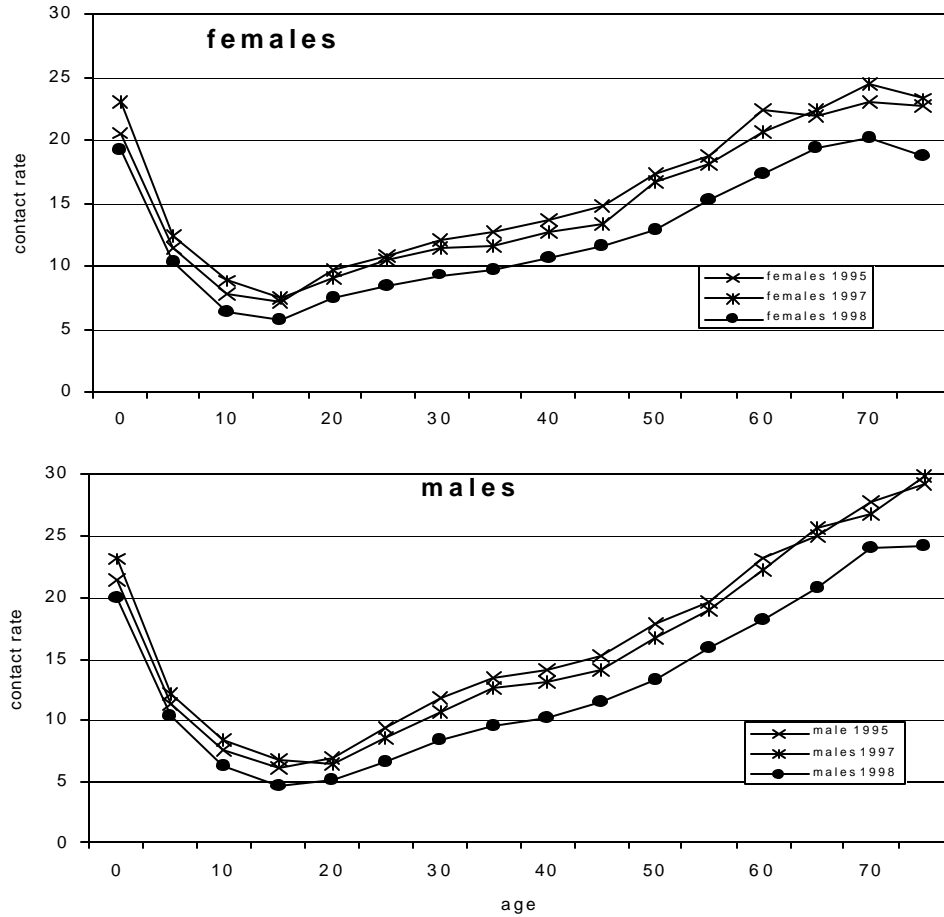 females
30
25
20
15
10
5
0
contact rate
females 1995
females 1997
females 1998
0 10 20 30 40 50 60 70
males
30
25
20
15
10
5
0
contact rate
male 1995
males 1997
males 1998
0 10 20 30 40 50 60 70
age